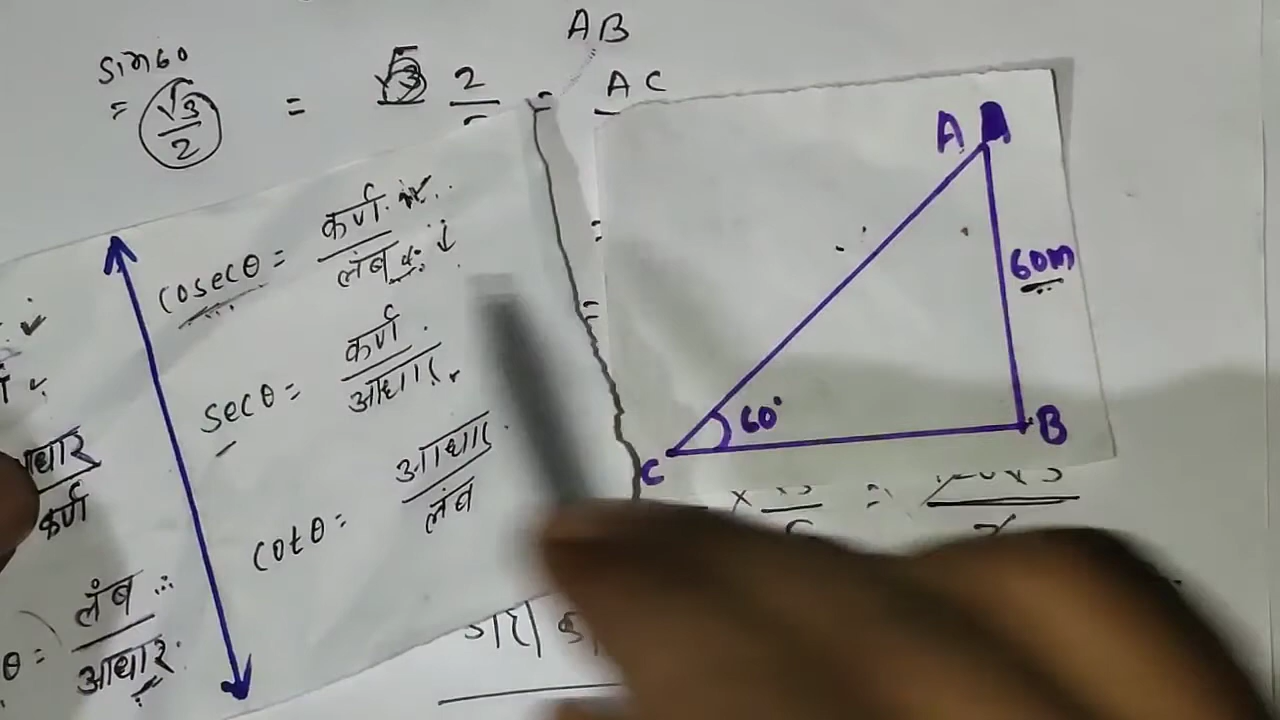 sin60
= √3/2 = √3 2 = AB/AC
cosecθ = कर्ण/लंब
secθ = कर्ण/आधार
cotθ = आधार/लंब
आधार/कर्ण
θ = लंब/आधार
A
60m
60°
C
B
=
=
×
=